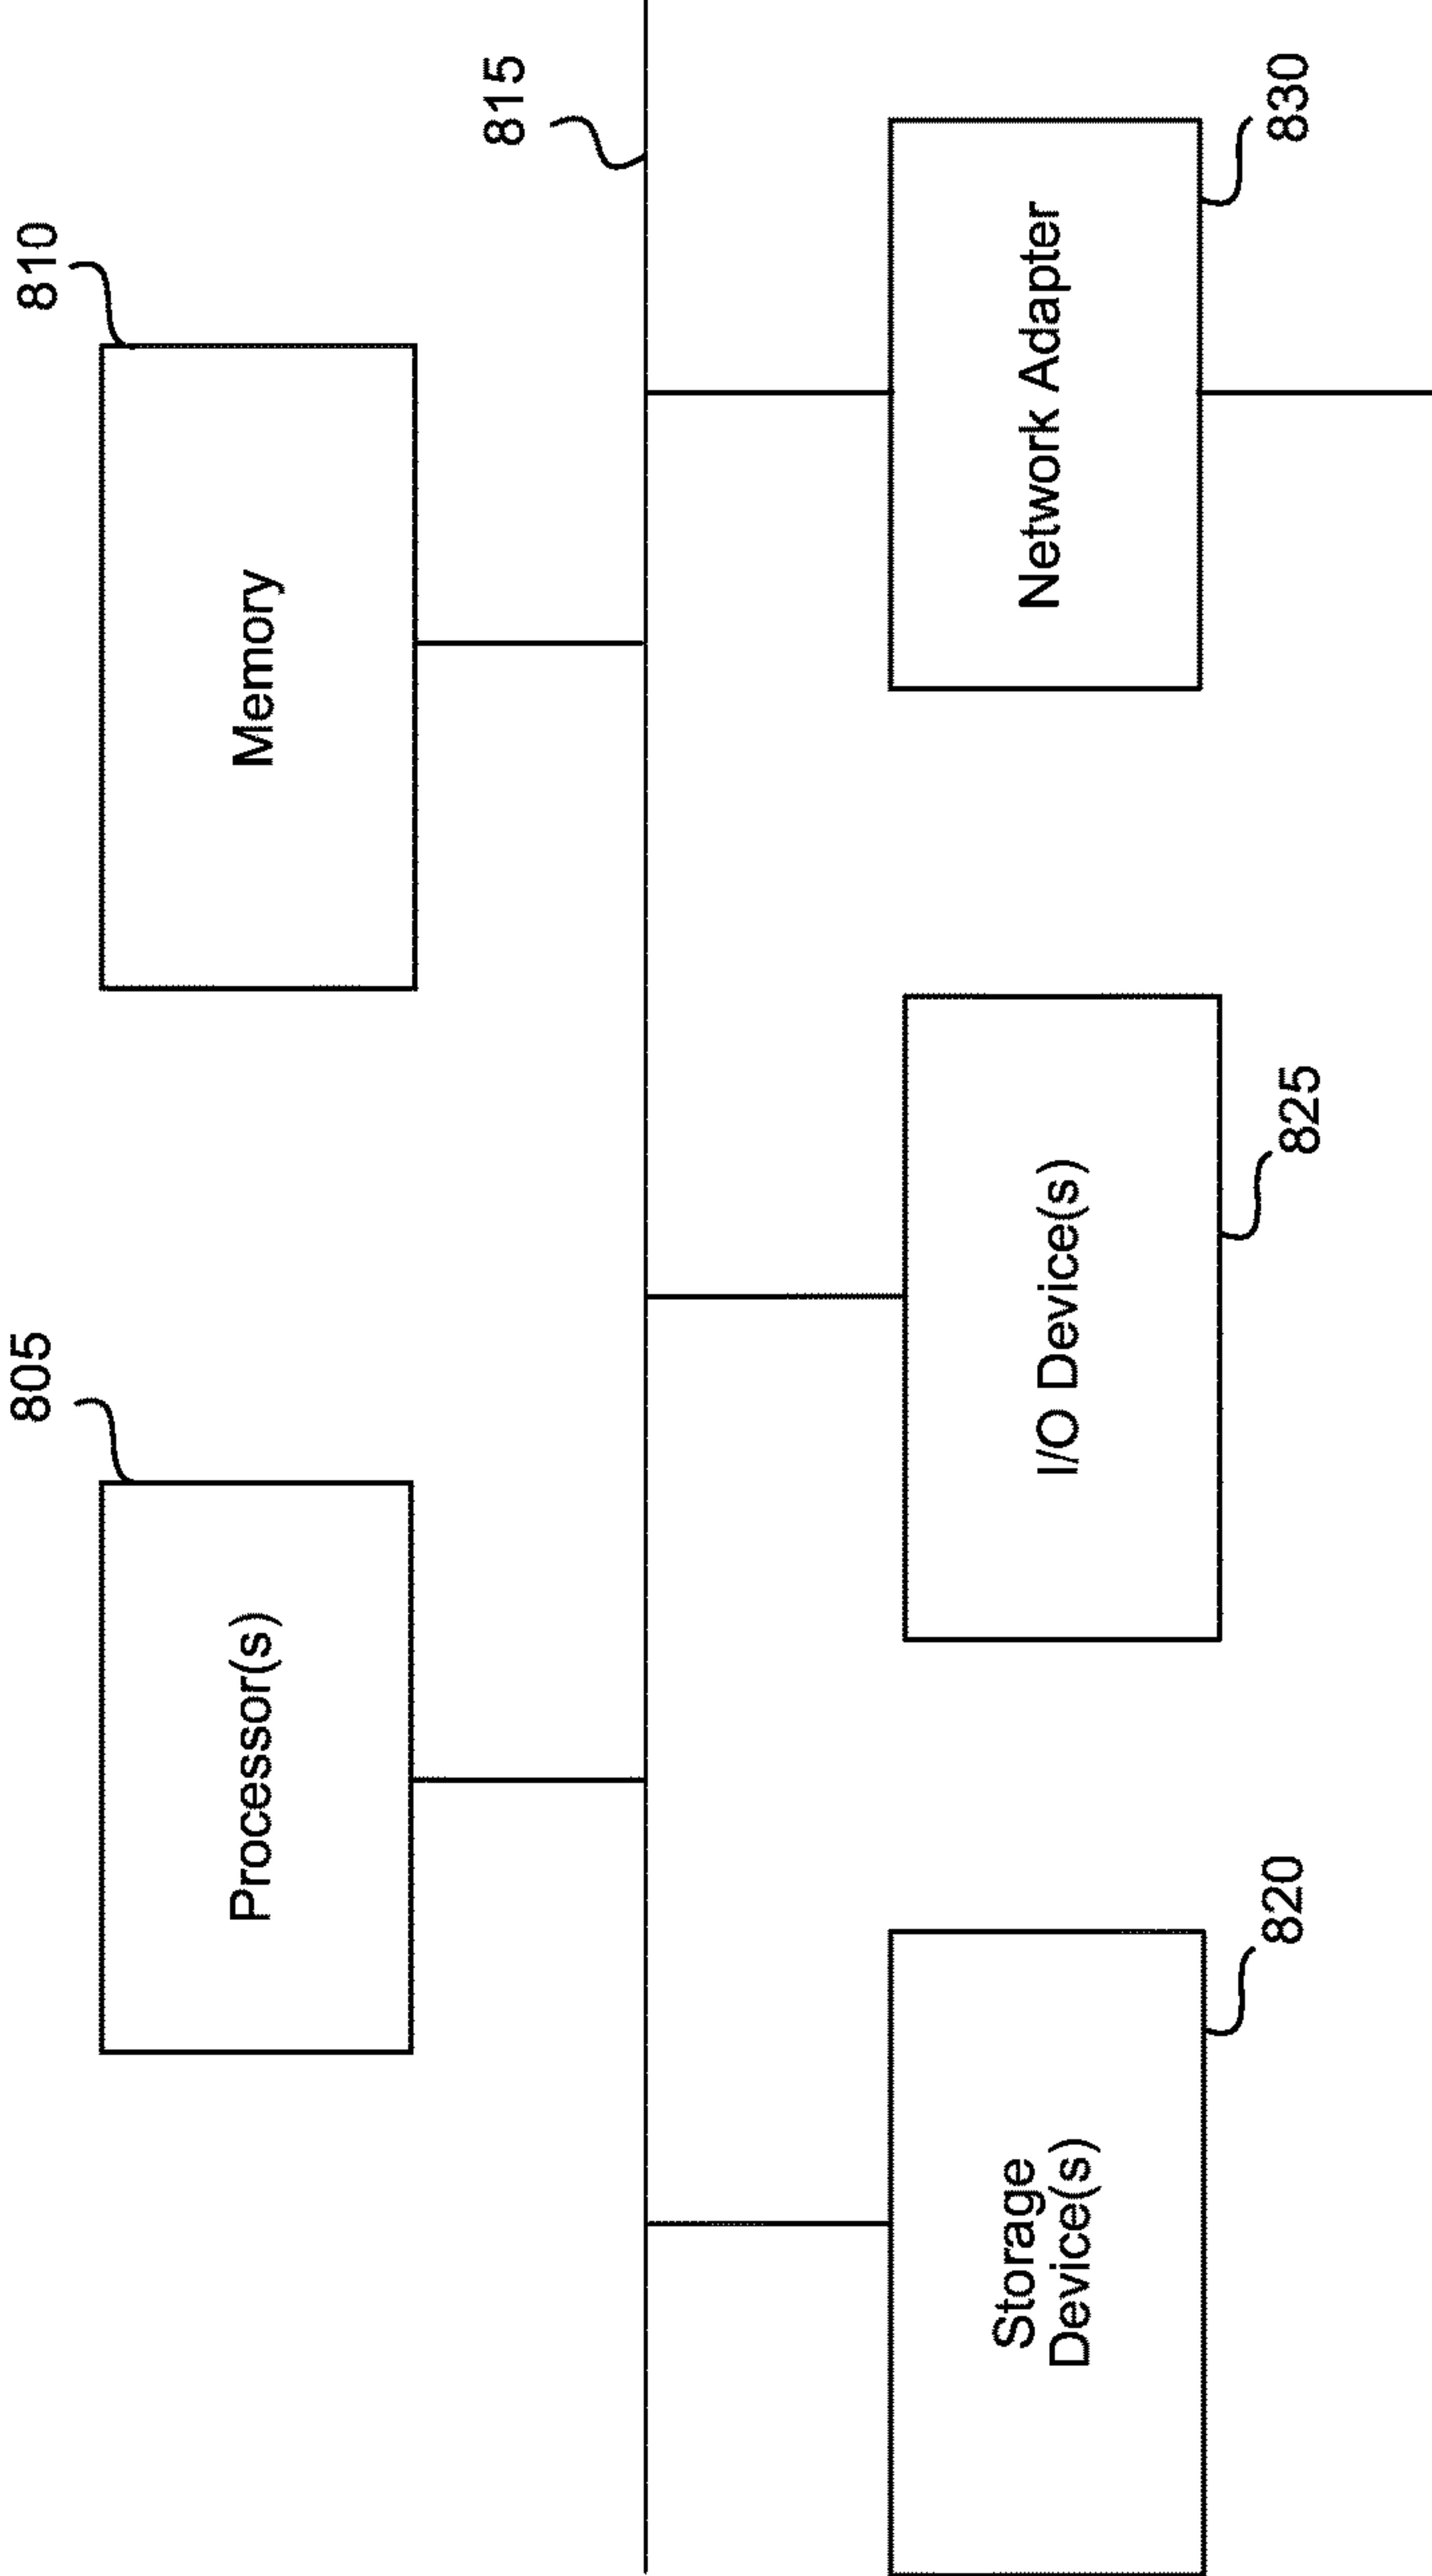 805
810
Processor(s)
Memory
815
Storage
Device(s)
I/O Device(s)
Network Adapter
820
825
830